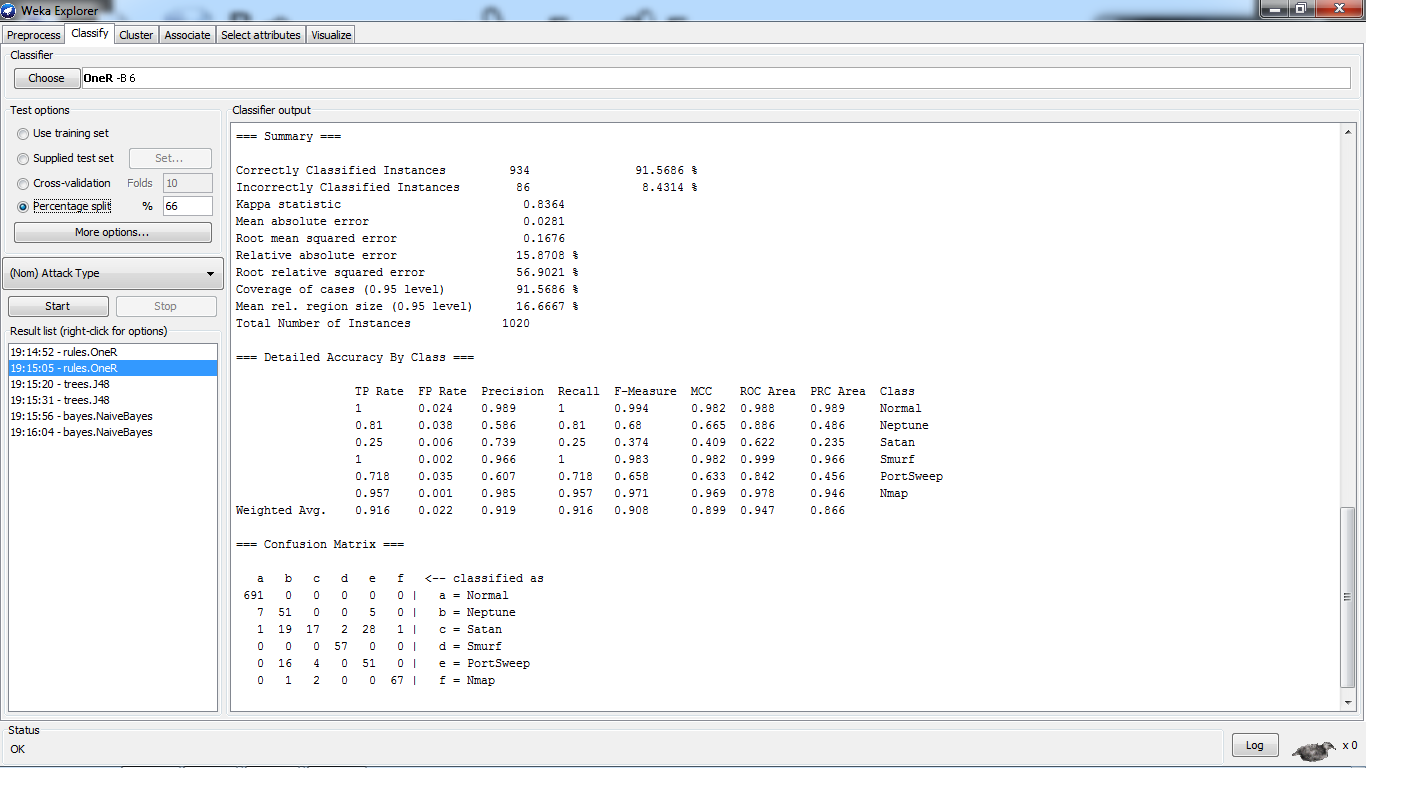 Weka Explorer
Preprocess Classify Cluster Associate Select attributes Visualize
Classifier
Choose OneR -B 6
Test options
Use training set
Supplied test set Set...
Cross-validation Folds 10
Percentage split % 66
More options...
(Nom) Attack Type
Start Stop
Result list (right-click for options)
19:14:52 - rules.OneR
19:15:05 - rules.OneR
19:15:20 - trees.J48
19:15:31 - trees.J48
19:15:56 - bayes.NaiveBayes
19:16:04 - bayes.NaiveBayes
Classifier output
=== Summary ===
Correctly Classified Instances 934 91.5686 %
Incorrectly Classified Instances 86 8.4314 %
Kappa statistic 0.8364
Mean absolute error 0.0281
Root mean squared error 0.1676
Relative absolute error 15.8708 %
Root relative squared error 56.9021 %
Coverage of cases (0.95 level) 91.5686 %
Mean rel. region size (0.95 level) 16.6667 %
Total Number of Instances 1020
=== Detailed Accuracy By Class ===
TP Rate FP Rate Precision Recall F-Measure MCC ROC Area PRC Area Class
1 0.024 0.989 1 0.994 0.982 0.988 0.989 Normal
0.81 0.038 0.586 0.81 0.68 0.665 0.886 0.486 Neptune
0.25 0.006 0.739 0.25 0.374 0.409 0.622 0.235 Satan
1 0.002 0.966 1 0.983 0.982 0.999 0.966 Smurf
0.718 0.035 0.607 0.718 0.658 0.633 0.842 0.456 PortSweep
0.957 0.001 0.985 0.957 0.971 0.969 0.978 0.946 Nmap
Weighted Avg. 0.916 0.022 0.919 0.916 0.908 0.899 0.947 0.866
=== Confusion Matrix ===
a b c d e f <-- classified as
691 0 0 0 0 0 | a = Normal
7 51 0 0 5 0 | b = Neptune
1 19 17 2 28 1 | c = Satan
0 0 0 57 0 0 | d = Smurf
0 16 4 0 51 0 | e = PortSweep
0 1 2 0 0 67 | f = Nmap
Status
OK
Log x 0